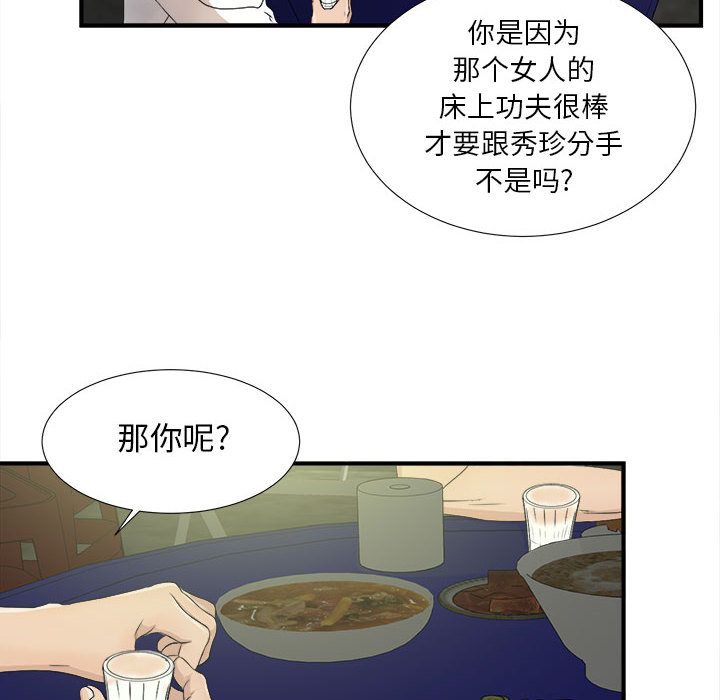 你是因为
那个女人的
床上功夫很棒
才要跟秀珍分手
不是吗?
那你呢?